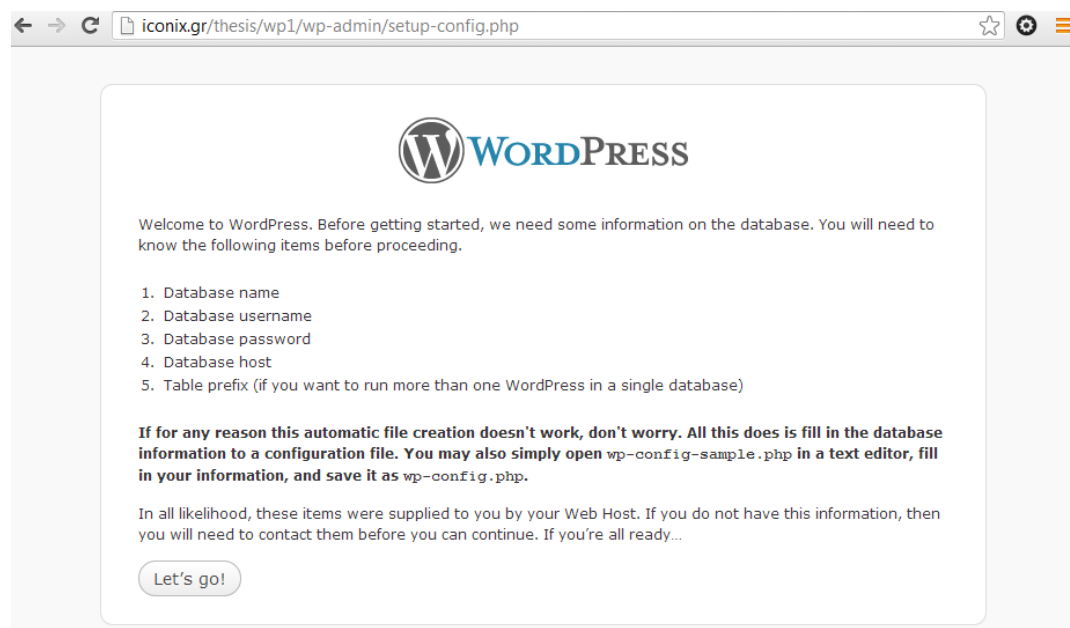 iconix.gr/thesis/wp1/wp-admin/setup-config.php
WORDPRESS
Welcome to WordPress. Before getting started, we need some information on the database. You will need to
know the following items before proceeding.
1. Database name
2. Database username
3. Database password
4. Database host
5. Table prefix (if you want to run more than one WordPress in a single database)
If for any reason this automatic file creation doesn't work, don't worry. All this does is fill in the database
information to a configuration file. You may also simply open wp-config-sample.php in a text editor, fill
in your information, and save it as wp-config.php.
In all likelihood, these items were supplied to you by your Web Host. If you do not have this information, then
you will need to contact them before you can continue. If you’re all ready…
Let’s go!